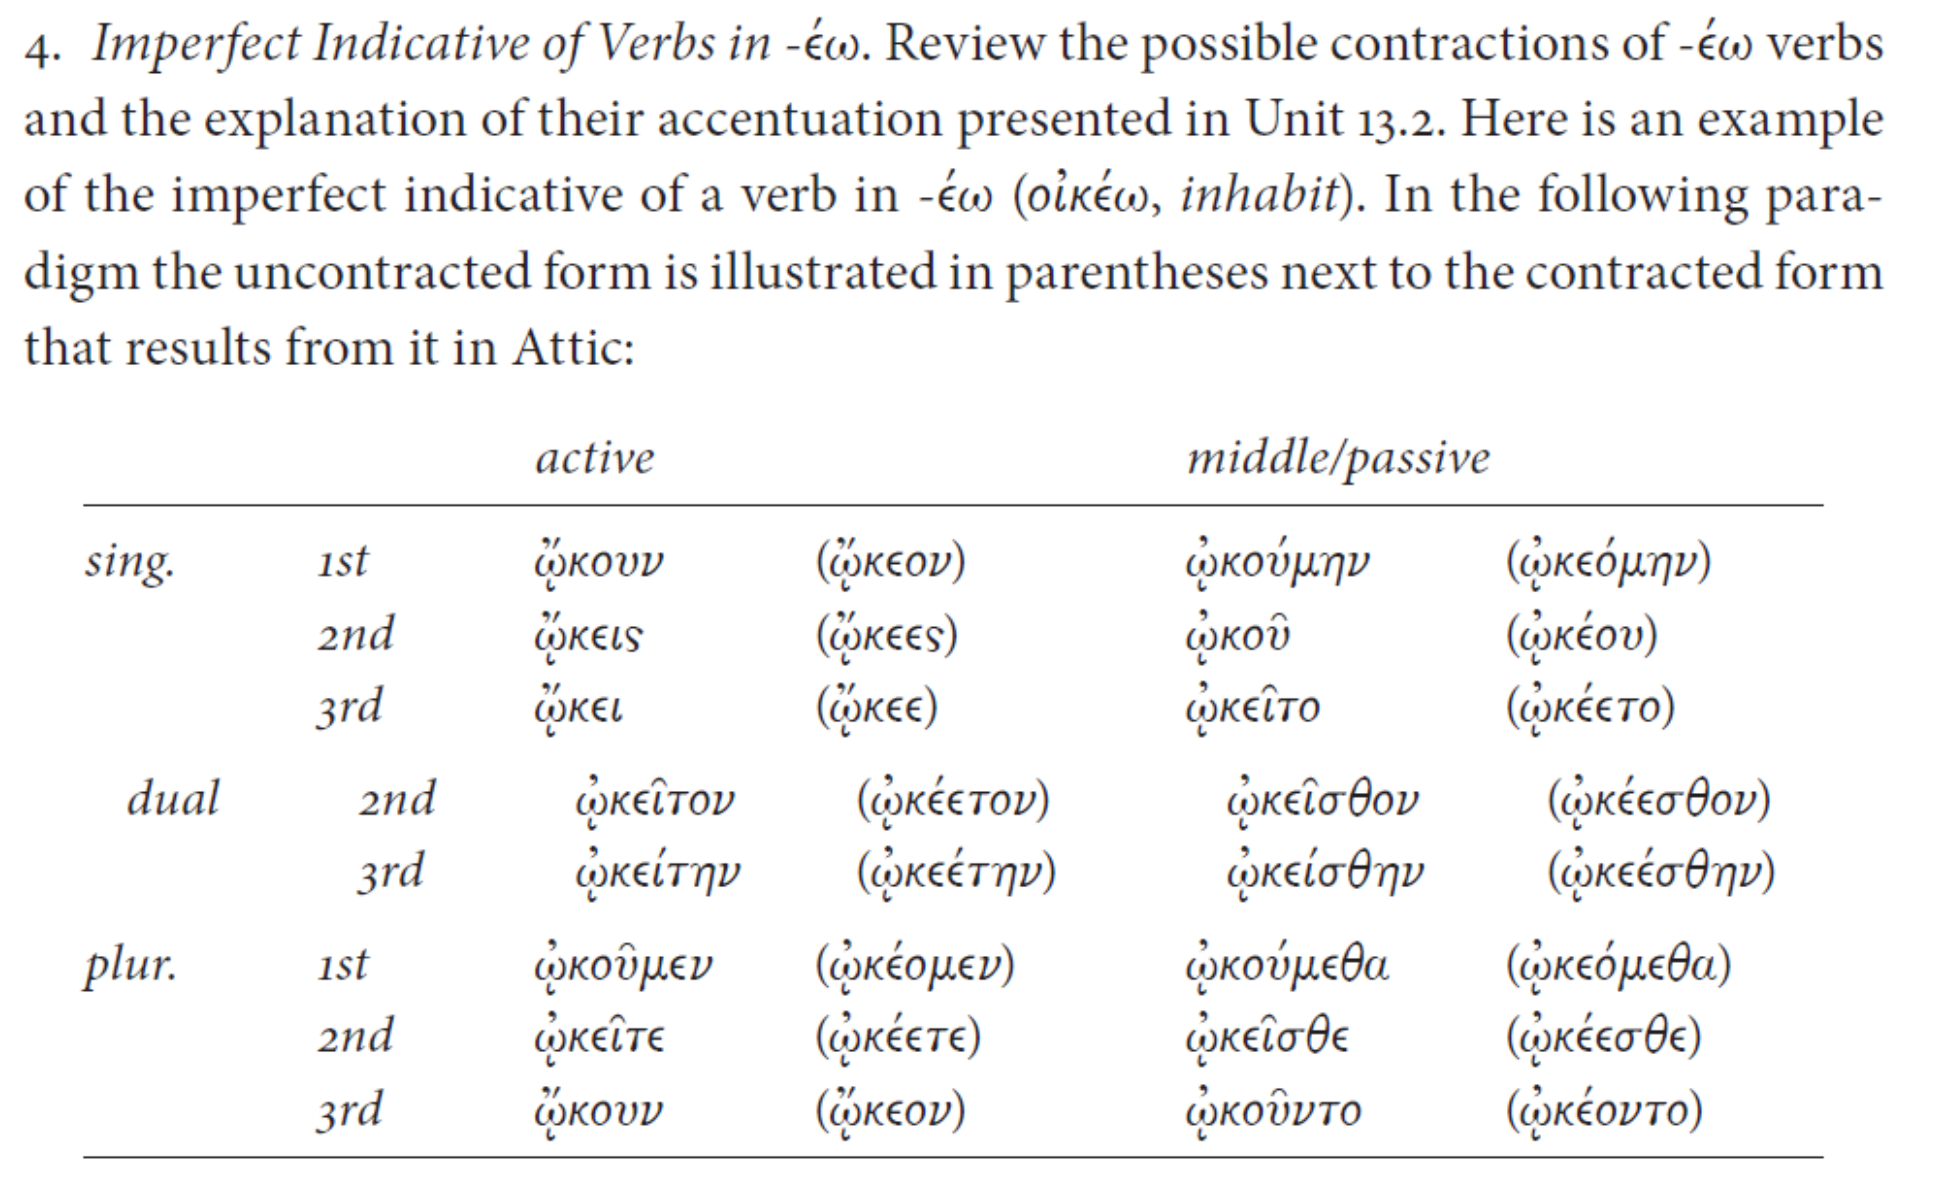 4. Imperfect Indicative of Verbs in -έω. Review the possible contractions of -έω verbs
and the explanation of their accentuation presented in Unit 13.2. Here is an example
of the imperfect indicative of a verb in -έω (οἰκέω, inhabit). In the following para-
digm the uncontracted form is illustrated in parentheses next to the contracted form
that results from it in Attic:
active middle/passive
sing. 1st ᾤκουν (ᾤκεον) ᾠκούμην (ᾠκεόμην)
2nd ᾤκεις (ᾤκεες) ᾠκοῦ (ᾠκέου)
3rd ᾤκει (ᾤκεε) ᾠκεῖτο (ᾠκέετο)
dual 2nd ᾠκεῖτον (ᾠκέετον) ᾠκεῖσθον (ᾠκέεσθον)
3rd ᾠκείτην (ᾠκεέτην) ᾠκείσθην (ᾠκεέσθην)
plur. 1st ᾠκοῦμεν (ᾠκέομεν) ᾠκούμεθα (ᾠκεόμεθα)
2nd ᾠκεῖτε (ᾠκέετε) ᾠκεῖσθε (ᾠκέεσθε)
3rd ᾤκουν (ᾤκεον) ᾠκοῦντο (ᾠκέοντο)